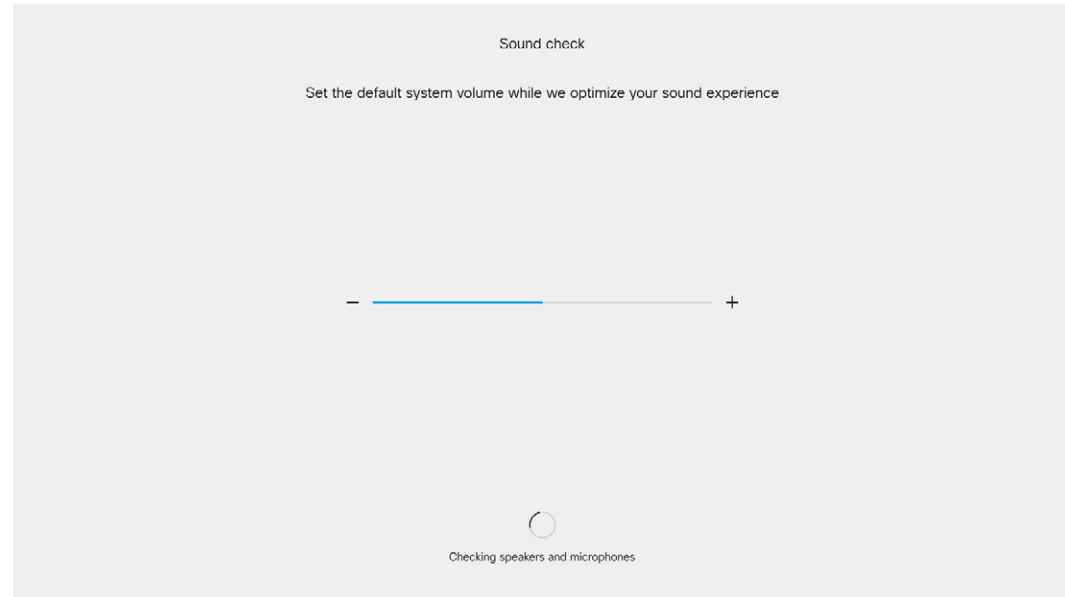 Sound check
Set the default system volume while we optimize your sound experience
− +
Checking speakers and microphones